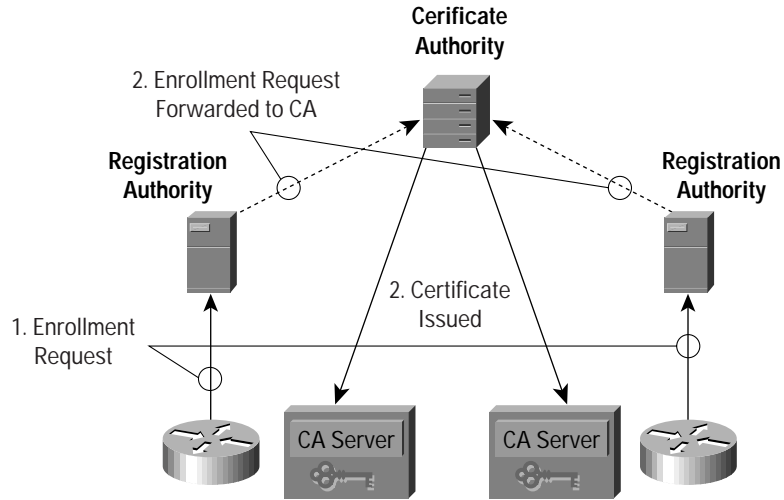 Cerificate
Authority
2. Enrollment Request
Forwarded to CA
Registration
Authority
Registration
Authority
2. Certificate
Issued
1. Enrollment
Request
CA Server
CA Server